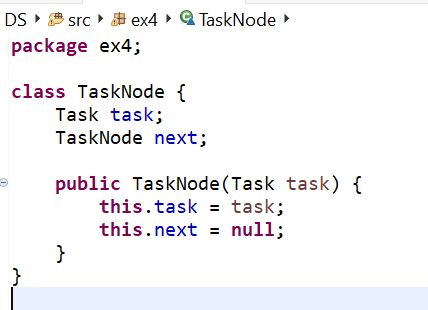 DS src ex4 TaskNode
package ex4;
class TaskNode {
Task task;
TaskNode next;
public TaskNode(Task task) {
this.task = task;
this.next = null;
}
}